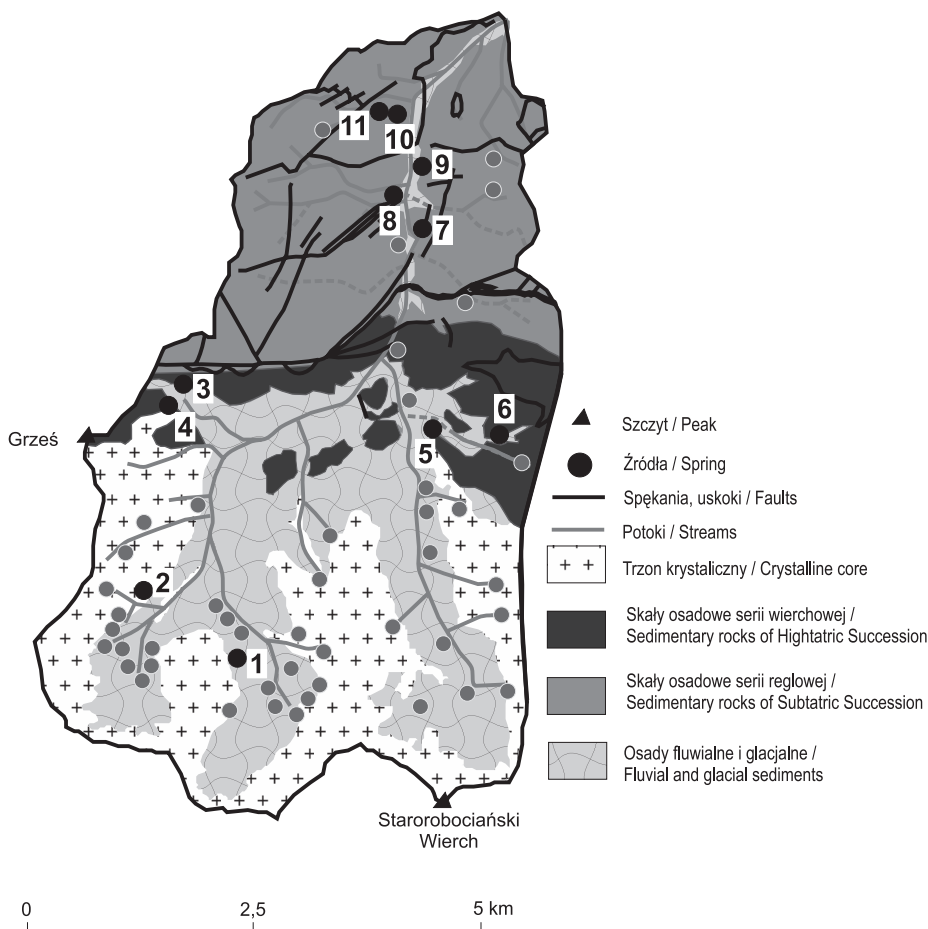 11
10
9
8
7
3
4
6
5
2
1
Grześ
Starorobociański
Wierch
Szczyt / Peak
Źródła / Spring
Spękania, uskoki / Faults
Potoki / Streams
Trzon krystaliczny / Crystalline core
Skały osadowe serii wierchowej /
Sedimentary rocks of Hightatric Succession
Skały osadowe serii reglowej /
Sedimentary rocks of Subtatric Succession
Osady fluwialne i glacjalne /
Fluvial and glacial sediments
0 2,5 5 km